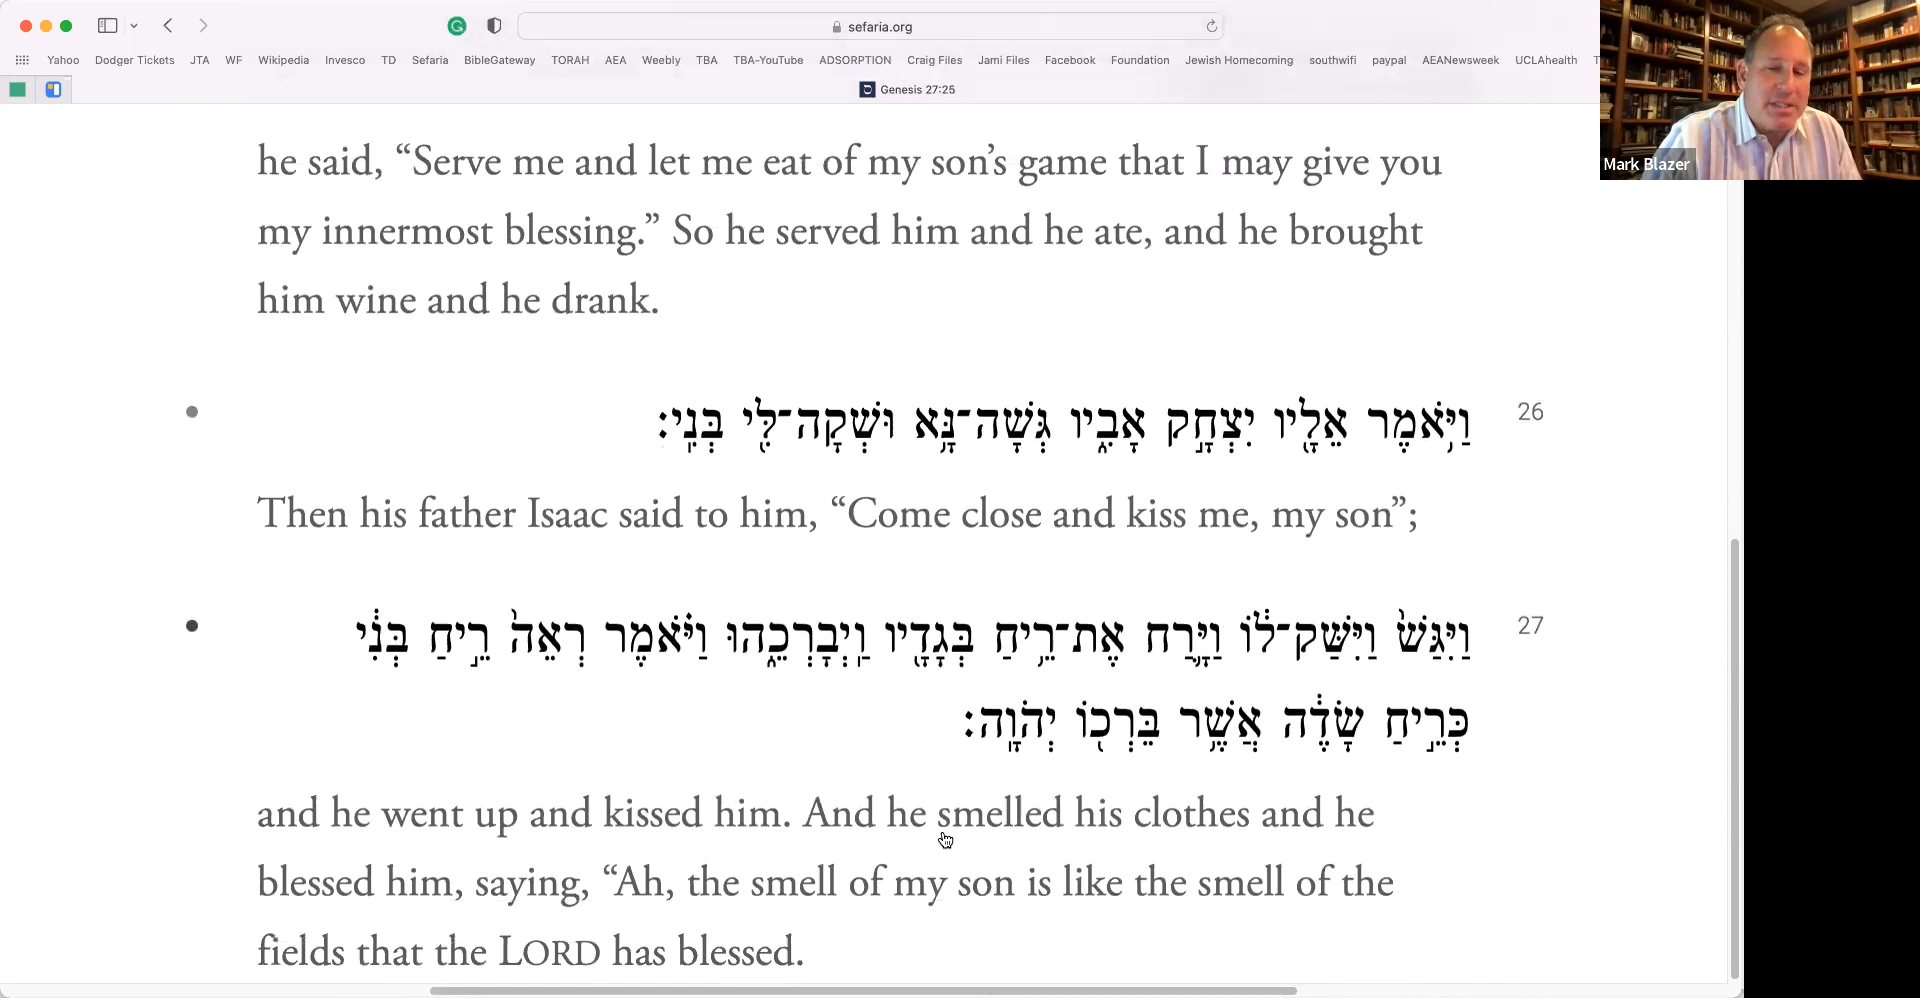 sefaria.org
Yahoo Dodger Tickets JTA WF Wikipedia Invesco TD Sefaria BibleGateway TORAH AEA Weebly TBA TBA-YouTube ADSORPTION Craig Files Jami Files Facebook Foundation Jewish Homecoming southwifi paypal AEANewsweek UCLAhealth
Genesis 27:25
Mark Blazer
he said, “Serve me and let me eat of my son’s game that I may give you
my innermost blessing.” So he served him and he ate, and he brought
him wine and he drank.
26 וַיֹּ֥אמֶר אֵלָ֖יו יִצְחָ֣ק אָבִ֑יו גְּשָׁה־נָּ֥א וּשְׁקָה־לִּ֖י בְּנִֽי׃
Then his father Isaac said to him, “Come close and kiss me, my son”;
27 וַיִּגַּשׁ֙ וַיִּשַּׁק־ל֔וֹ וַיָּ֛רַח אֶת־רֵ֥יחַ בְּגָדָ֖יו וַֽיְבָרְכֵ֑הוּ וַיֹּ֗אמֶר רְאֵה֙ רֵ֣יחַ בְּנִ֔י
כְּרֵ֣יחַ שָׂדֶ֔ה אֲשֶׁ֥ר בֵּרְכ֖וֹ יְהֹוָֽה׃
and he went up and kissed him. And he smelled his clothes and he
blessed him, saying, “Ah, the smell of my son is like the smell of the
fields that the LORD has blessed.